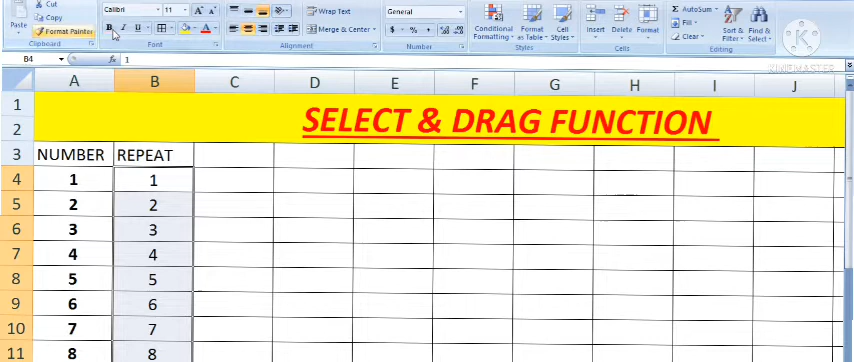 Cut
Calibri 11 A A Wrap Text General Σ AutoSum
Paste Copy Fill
Format Painter B I U A Merge & Center $ % , Conditional Formatting Format as Table Cell Styles Insert Delete Format Clear Sort & Filter Find & Select
Clipboard Font Alignment Number Styles Cells Editing
KINEMASTER
B4 fx 1
A B C D E F G H I J
1 SELECT & DRAG FUNCTION
2
3 NUMBER REPEAT
4 1 1
5 2 2
6 3 3
7 4 4
8 5 5
9 6 6
10 7 7
11 8 8